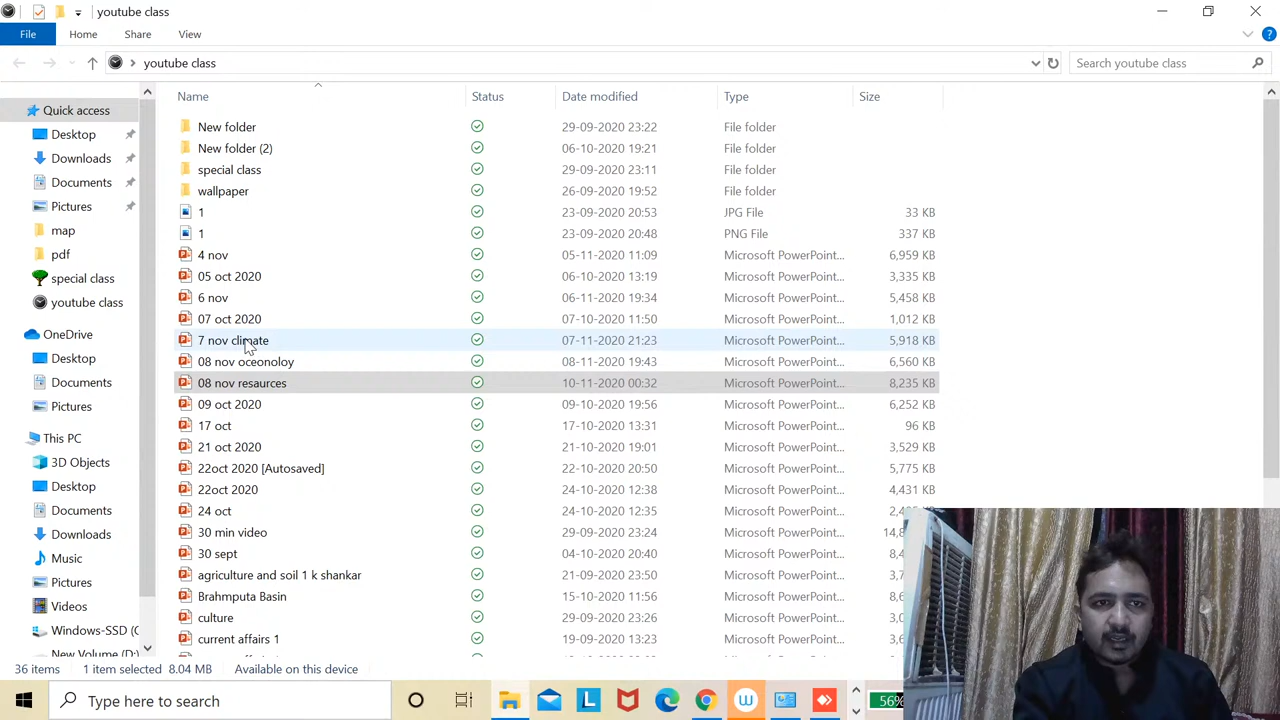 youtube class
File Home Share View
youtube class
Search youtube class
Name Status Date modified Type Size
Quick access
Desktop
Downloads
Documents
Pictures
map
pdf
special class
youtube class
OneDrive
Desktop
Documents
Pictures
This PC
3D Objects
Desktop
Documents
Downloads
Music
Pictures
Videos
Windows-SSD (
New Volume (D:
New folder 29-09-2020 23:22 File folder
New folder (2) 06-10-2020 19:21 File folder
special class 29-09-2020 23:11 File folder
wallpaper 26-09-2020 19:52 File folder
1 23-09-2020 20:53 JPG File 33 KB
1 23-09-2020 20:48 PNG File 337 KB
4 nov 05-11-2020 11:09 Microsoft PowerPoint... 6,959 KB
05 oct 2020 06-10-2020 13:19 Microsoft PowerPoint... 3,335 KB
6 nov 06-11-2020 19:34 Microsoft PowerPoint... 5,458 KB
07 oct 2020 07-10-2020 11:50 Microsoft PowerPoint... 1,012 KB
7 nov climate 07-11-2020 21:23 Microsoft PowerPoint... 5,918 KB
08 nov oceonoloy 08-11-2020 19:43 Microsoft PowerPoint... 6,560 KB
08 nov resaurces 10-11-2020 00:32 Microsoft PowerPoint... 8,235 KB
09 oct 2020 09-10-2020 19:56 Microsoft PowerPoint... 6,252 KB
17 oct 17-10-2020 13:31 Microsoft PowerPoint... 96 KB
21 oct 2020 21-10-2020 19:01 Microsoft PowerPoint... 3,529 KB
22oct 2020 [Autosaved] 22-10-2020 20:50 Microsoft PowerPoint... 5,775 KB
22oct 2020 24-10-2020 12:38 Microsoft PowerPoint... 4,431 KB
24 oct 24-10-2020 12:35 Microsoft PowerPoint...
30 min video 29-09-2020 23:24 Microsoft PowerPoint...
30 sept 04-10-2020 20:40 Microsoft PowerPoint...
agriculture and soil 1 k shankar 21-09-2020 23:50 Microsoft PowerPoint...
Brahmputa Basin 15-10-2020 11:56 Microsoft PowerPoint...
culture 29-09-2020 23:26 Microsoft PowerPoint...
current affairs 1 19-09-2020 13:23 Microsoft PowerPoint...
36 items 1 item selected 8.04 MB Available on this device
Type here to search
56%